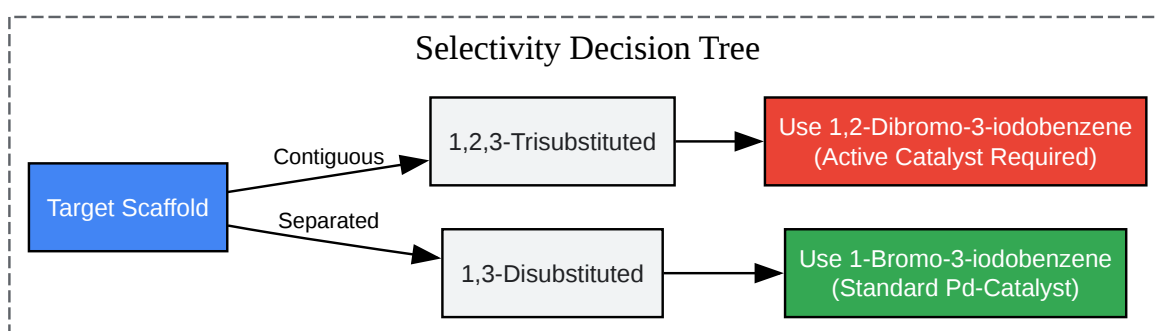 Selectivity Decision Tree
Target Scaffold
Contiguous
1,2,3-Trisubstituted
Use 1,2-Dibromo-3-iodobenzene
(Active Catalyst Required)
Separated
1,3-Disubstituted
Use 1-Bromo-3-iodobenzene
(Standard Pd-Catalyst)